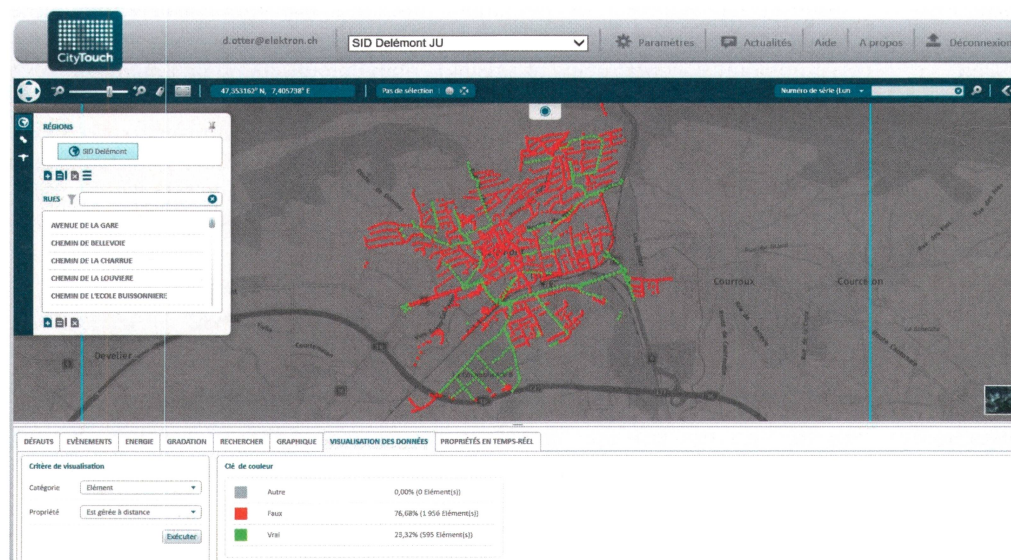 CityTouch
d.otter@elektron.ch
SID Delémont JU
Paramètres
Actualités
Aide
A propos
Déconnexion
47,353162° N, 7,405738° E
Pas de sélection
Numéro de série (Lun
RÉGIONS
SID Delémont
RUES
AVENUE DE LA GARE
CHEMIN DE BELLEVOIE
CHEMIN DE LA CHARRUE
CHEMIN DE LA LOUVIERE
CHEMIN DE L'ECOLE BUISSONNIERE
Develier
Courroux
Courcelon
DÉFAUTS
EVÈNEMENTS
ENERGIE
GRADATION
RECHERCHER
GRAPHIQUE
VISUALISATION DES DONNÉES
PROPRIÉTÉS EN TEMPS-RÉEL
Critère de visualisation
Catégorie
Elément
Propriété
Est gérée à distance
Exécuter
Clé de couleur
Autre 0,00% (0 Elément(s))
Faux 76,68% (1 956 Elément(s))
Vrai 23,32% (595 Elément(s))